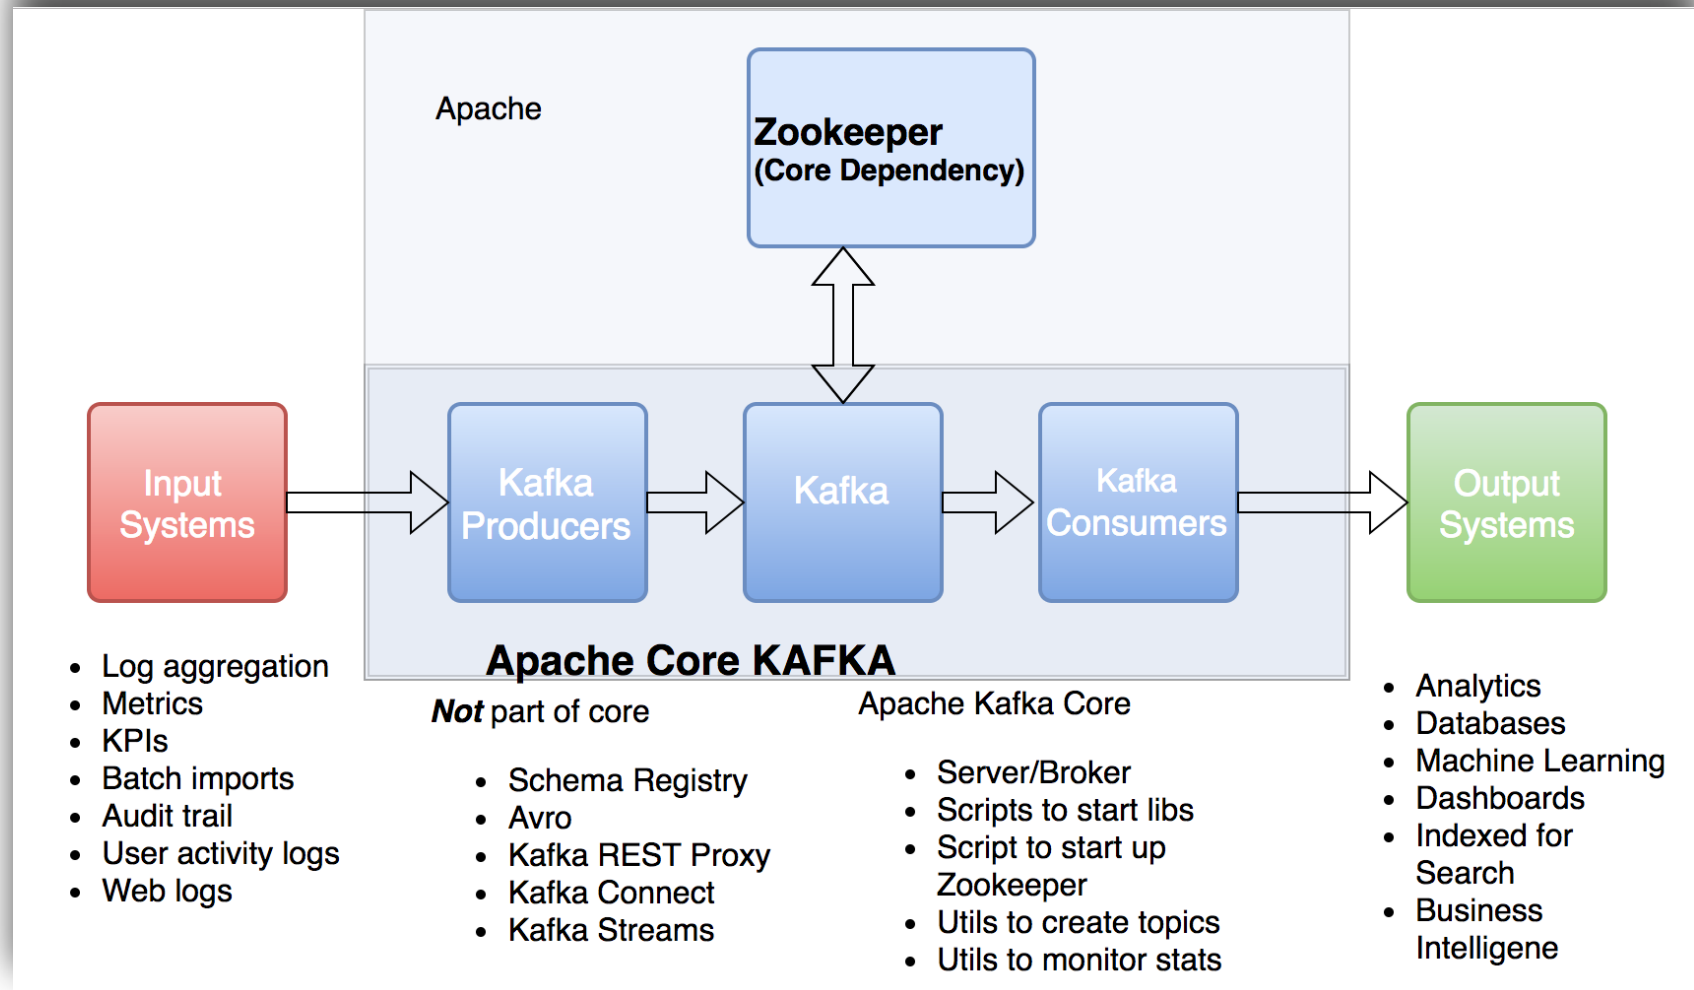 Apache
Zookeeper
(Core Dependency)
Input
Systems
Kafka
Producers
Kafka
Kafka
Consumers
Output
Systems
Apache Core KAFKA
Log aggregation
Metrics
KPIs
Batch imports
Audit trail
User activity logs
Web logs
Not part of core
Schema Registry
Avro
Kafka REST Proxy
Kafka Connect
Kafka Streams
Apache Kafka Core
Server/Broker
Scripts to start libs
Script to start up
Zookeeper
Utils to create topics
Utils to monitor stats
Analytics
Databases
Machine Learning
Dashboards
Indexed for
Search
Business
Intelligene